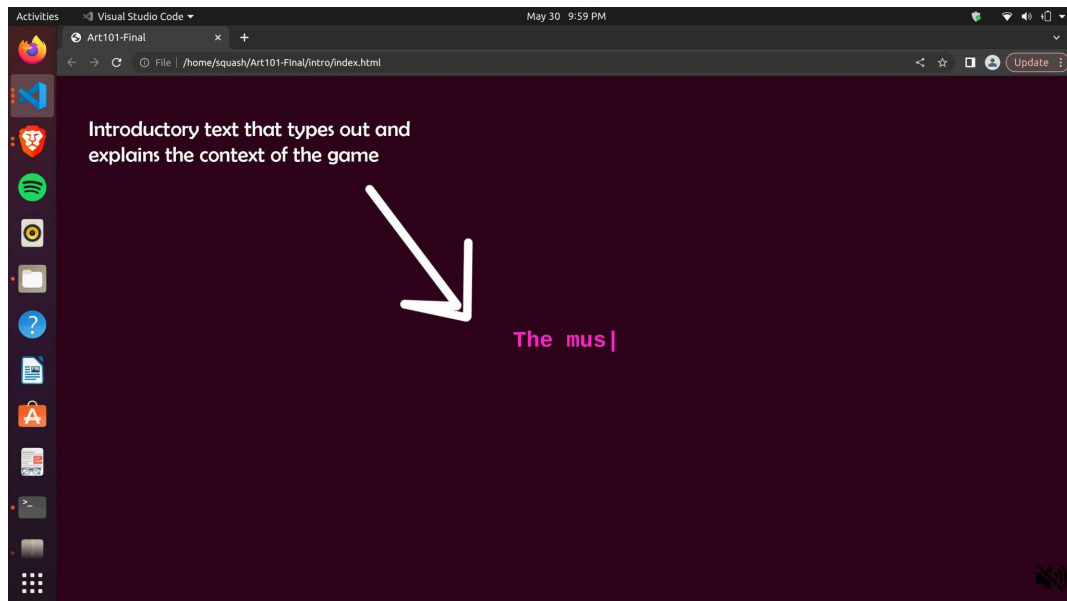 Activities Visual Studio Code May 30 9:59 PM
Art101-Final
File /home/squash/Art101-FInal/intro/index.html Update
Introductory text that types out and
explains the context of the game
The mus|